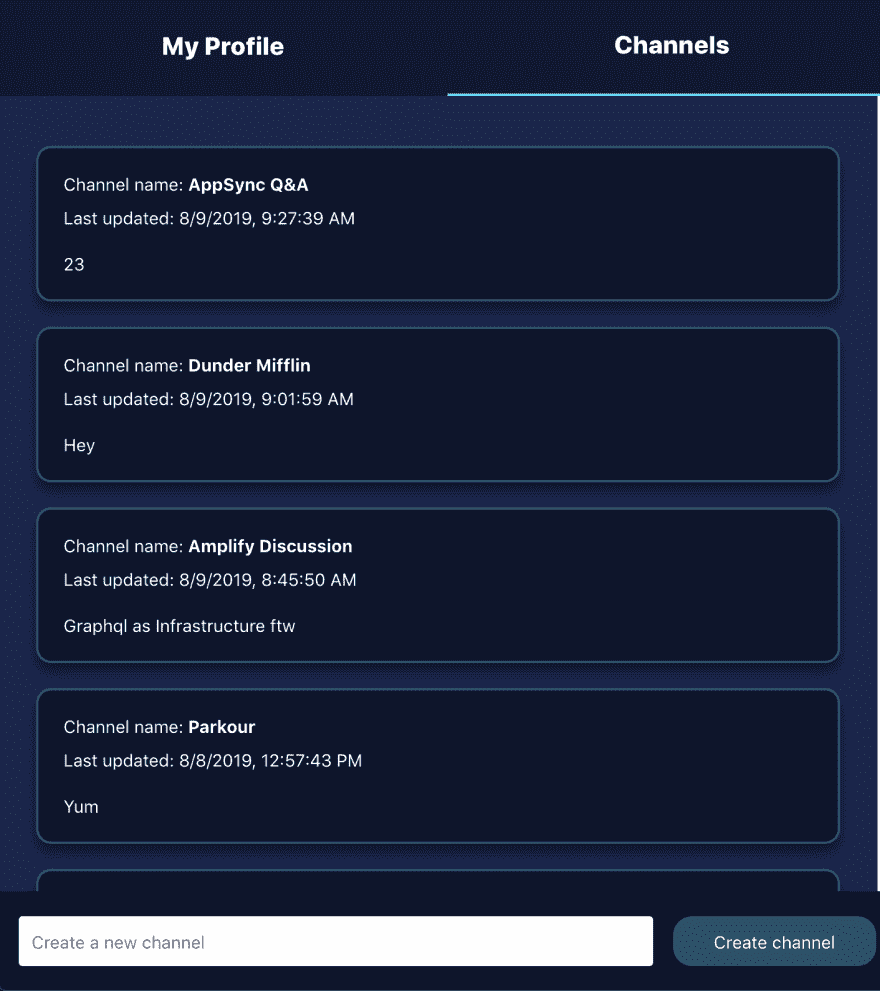 My Profile
Channels
Channel name: AppSync Q&A
Last updated: 8/9/2019, 9:27:39 AM
23
Channel name: Dunder Mifflin
Last updated: 8/9/2019, 9:01:59 AM
Hey
Channel name: Amplify Discussion
Last updated: 8/9/2019, 8:45:50 AM
Graphql as Infrastructure ftw
Channel name: Parkour
Last updated: 8/8/2019, 12:57:43 PM
Yum
Create a new channel
Create channel